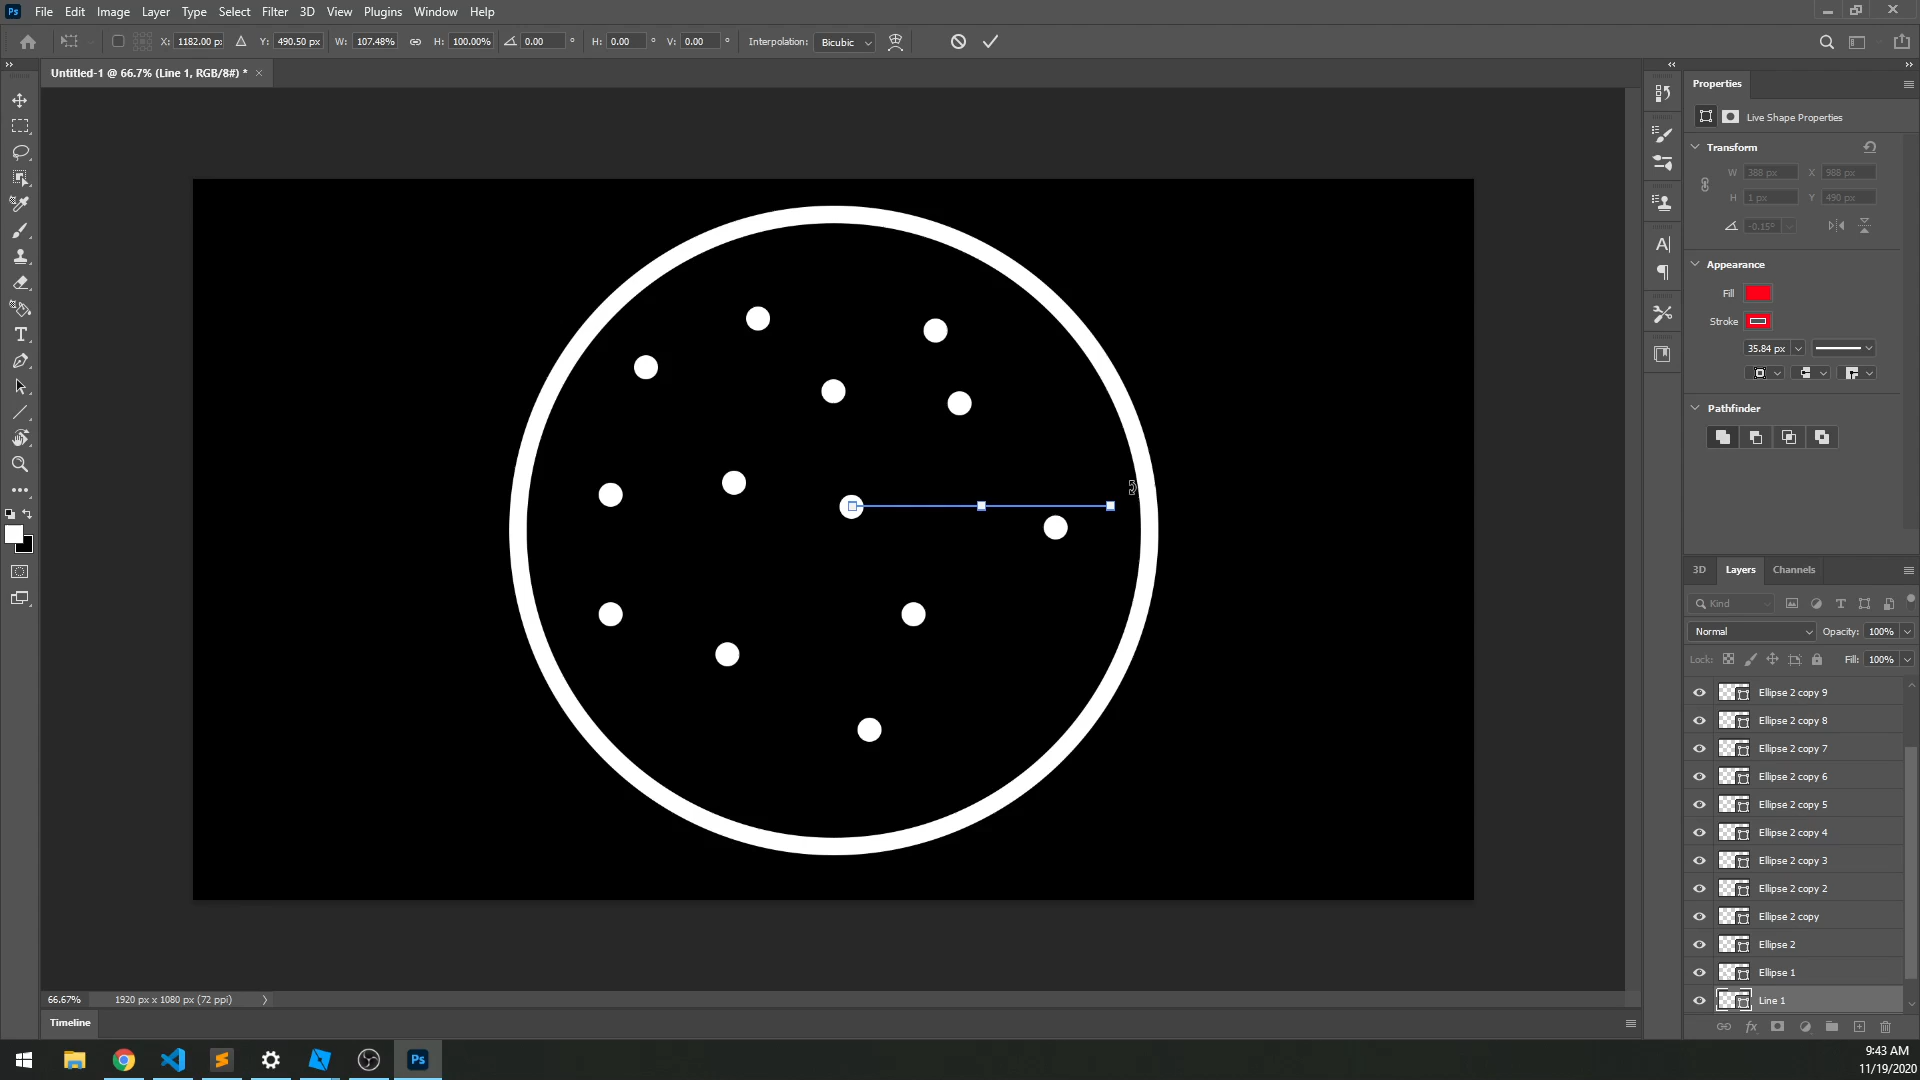 Ps File Edit Image Layer Type Select Filter 3D View Plugins Window Help
X: 1182.00 p: Y: 490.50 px W: 107.48% H: 100.00% 0.00 ° H: 0.00 ° V: 0.00 ° Interpolation: Bicubic
Untitled-1 @ 66.7% (Line 1, RGB/8#) * ×
Properties
Live Shape Properties
Transform
W 388 px X 988 px
H 1 px Y 490 px
-0.15°
Appearance
Fill
Stroke
35.84 px
Pathfinder
3D Layers Channels
Kind
Normal Opacity: 100%
Lock: Fill: 100%
Ellipse 2 copy 9
Ellipse 2 copy 8
Ellipse 2 copy 7
Ellipse 2 copy 6
Ellipse 2 copy 5
Ellipse 2 copy 4
Ellipse 2 copy 3
Ellipse 2 copy 2
Ellipse 2 copy
Ellipse 2
Ellipse 1
Line 1
66.67% 1920 px x 1080 px (72 ppi)
Timeline
Ps
9:43 AM
11/19/2020